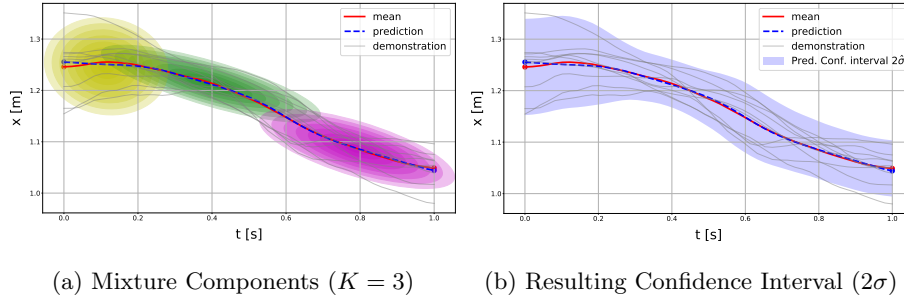 mean
prediction
demonstration
1.3
1.2
1.1
1.0
x [m]
0.0 0.2 0.4 0.6 0.8 1.0
t [s]
(a) Mixture Components (K = 3)
mean
prediction
demonstration
Pred. Conf. interval 2σ̂
1.3
1.2
1.1
1.0
x [m]
0.0 0.2 0.4 0.6 0.8 1.0
t [s]
(b) Resulting Confidence Interval (2σ)